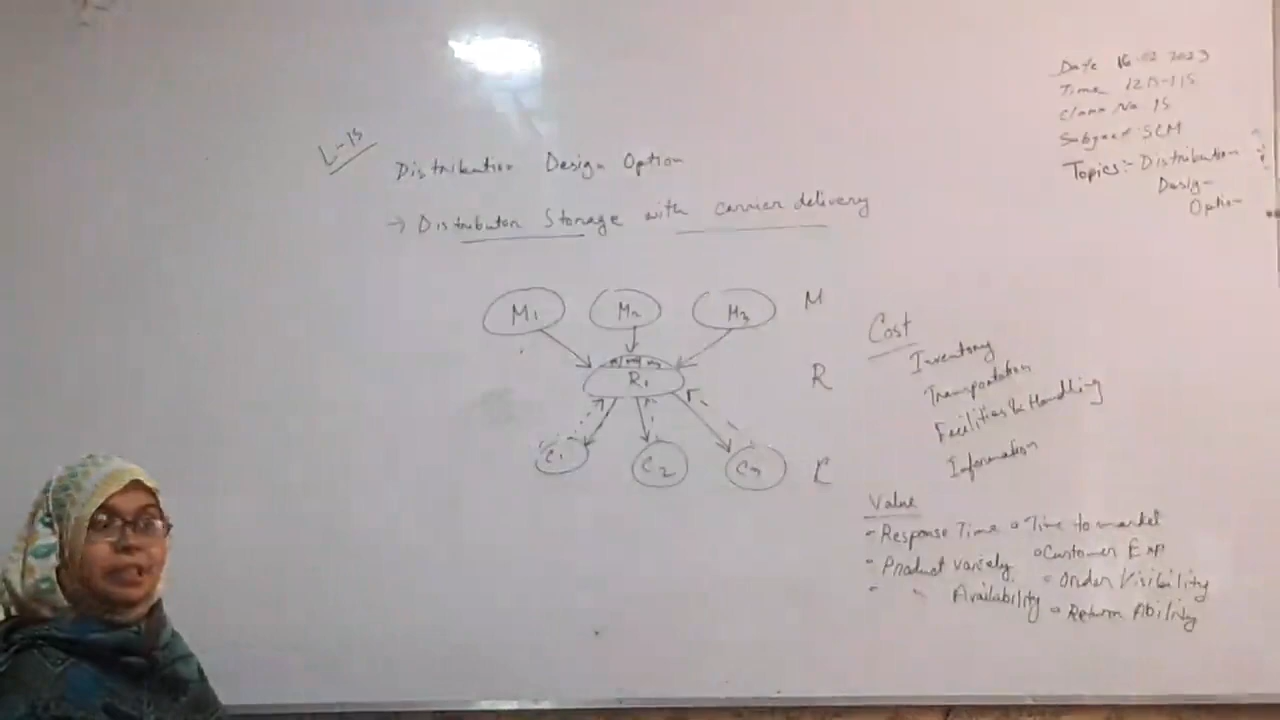 L-15
Distribution Design Option
→ Distributor Storage with carrier delivery
M1 M2 M3 M
R1 R
C1 C2 C3 C
Cost
Inventory
Transportation
Facilities & Handling
Information
Value
- Response Time
- Product variety
- " Availability
o Time to market
o Customer Exp
o Order Visibility
o Return Ability
Date 16-02-2023
Time 12:15-1:15
Class No 15
Subject SCM
Topics:- Distribution
Design
Option